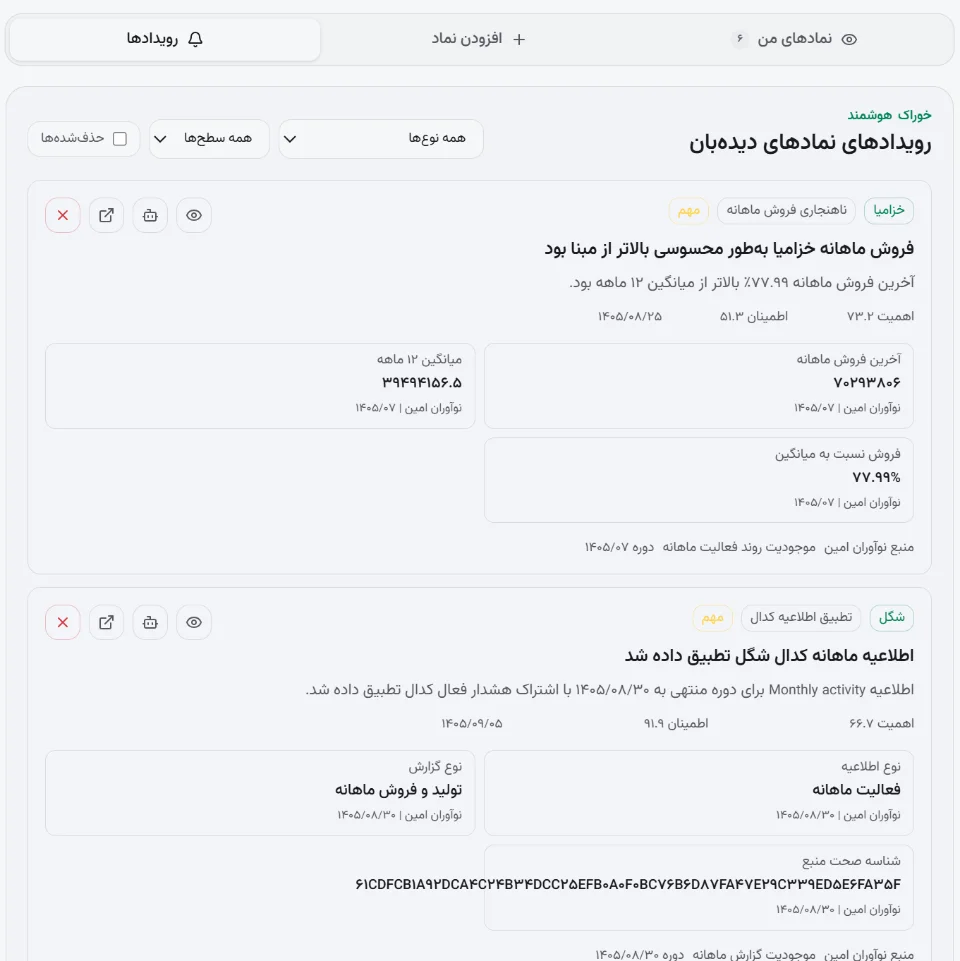 نمادهای من ۶
افزودن نماد
رویدادها
خوراک هوشمند
رویدادهای نمادهای دیده‌بان
همه نوع‌ها
همه سطح‌ها
حذف‌شده‌ها
خزامیا
ناهنجاری فروش ماهانه
مهم
فروش ماهانه خزامیا به‌طور محسوسی بالاتر از مبنا بود
آخرین فروش ماهانه ۷۷.۹۹٪ بالاتر از میانگین ۱۲ ماهه بود.
اهمیت ۷۳.۲
اطمینان ۵۱.۳
۱۴۰۵/۰۸/۲۵
آخرین فروش ماهانه
۷۰۲۹۳۸۰۶
نوآوران امین | ۱۴۰۵/۰۷
میانگین ۱۲ ماهه
۳۹۴۹۴۱۵۶.۵
نوآوران امین | ۱۴۰۵/۰۷
فروش نسبت به میانگین
۷۷.۹۹%
نوآوران امین | ۱۴۰۵/۰۷
منبع نوآوران امین موجودیت روند فعالیت ماهانه دوره ۱۴۰۵/۰۷
شگل
تطبیق اطلاعیه کدال
مهم
اطلاعیه ماهانه کدال شگل تطبیق داده شد
اطلاعیه Monthly activity برای دوره منتهی به ۱۴۰۵/۰۸/۳۰ با اشتراک هشدار فعال کدال تطبیق داده شد.
اهمیت ۶۶.۷
اطمینان ۹۱.۹
۱۴۰۵/۰۹/۰۵
نوع اطلاعیه
فعالیت ماهانه
نوآوران امین | ۱۴۰۵/۰۸/۳۰
نوع گزارش
تولید و فروش ماهانه
نوآوران امین | ۱۴۰۵/۰۸/۳۰
شناسه صحت منبع
۶۱CDFCB۱A۹۲DCA۴C۲۴B۳۴DCC۲۵EFB۰A۰F۰BC۷۶B۶D۸۷FA۴۷E۲۹C۳۳۹ED۵E۶FA۳۵F
نوآوران امین | ۱۴۰۵/۰۸/۳۰
منبع نوآوران امین موجودیت گزارش ماهانه دوره ۱۴۰۵/۰۸/۳۰